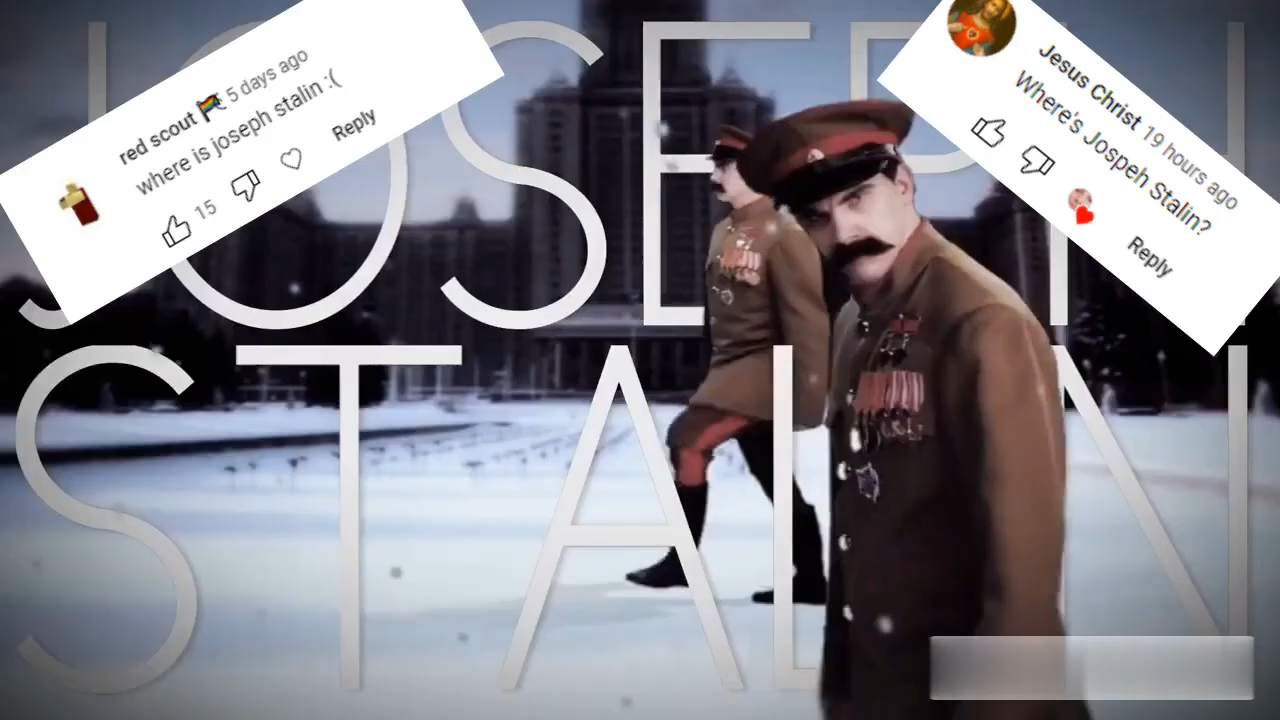 JOSEPH
STALIN
red scout 5 days ago
where is joseph stalin :(
15
Reply
Jesus Christ 19 hours ago
Where's Jospeh Stalin?
Reply